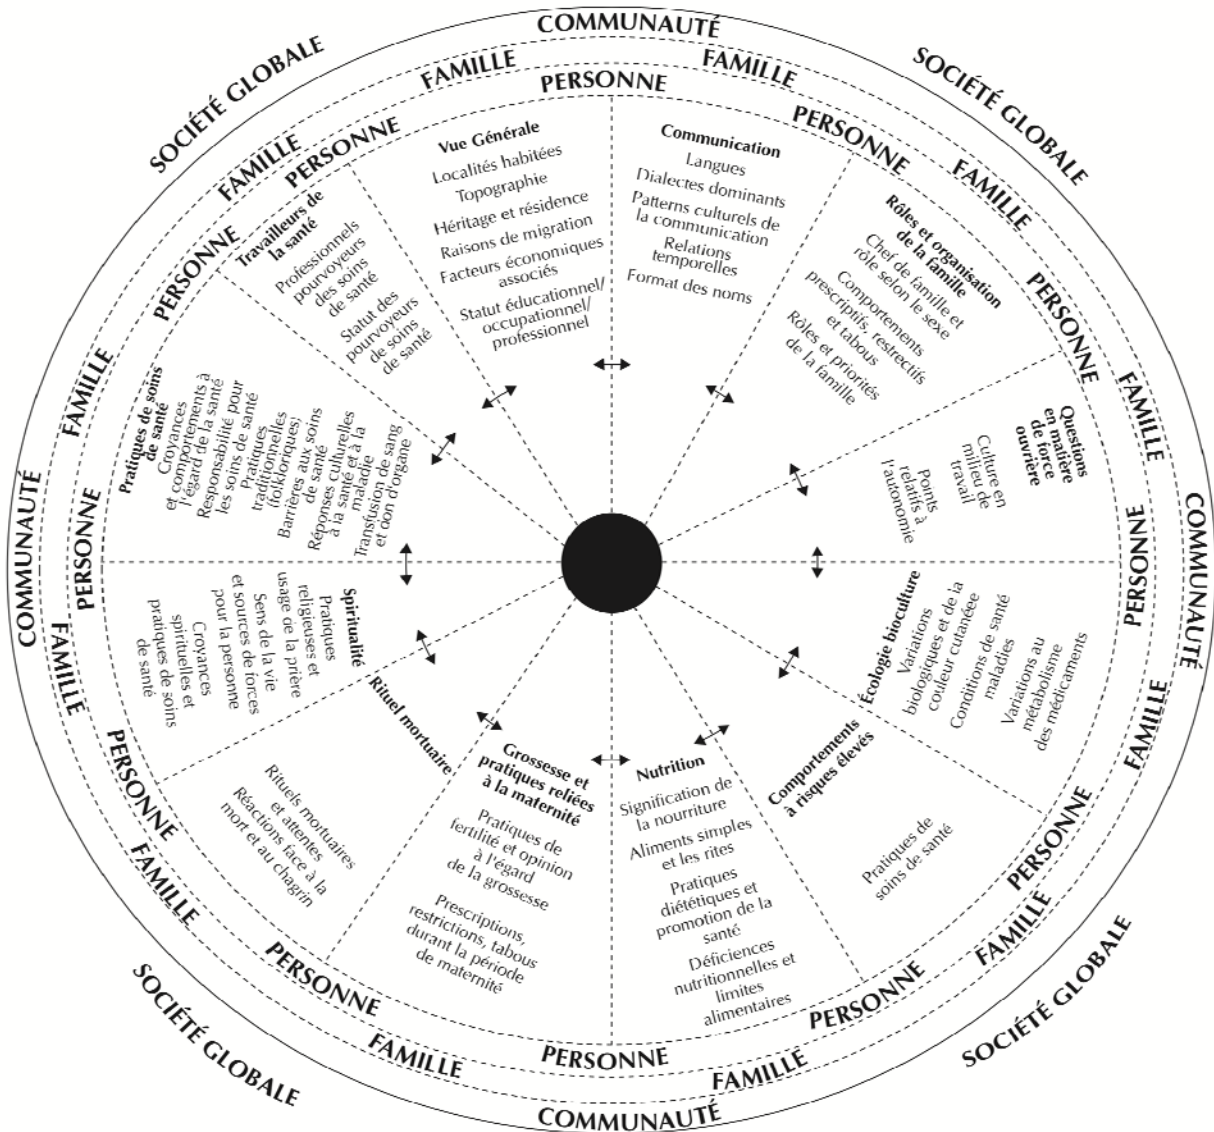 COMMUNAUTÉ
SOCIÉTÉ GLOBALE
SOCIÉTÉ GLOBALE
FAMILLE
FAMILLE
PERSONNE
FAMILLE
PERSONNE
PERSONNE
FAMILLE
PERSONNE
PERSONNE
FAMILLE
FAMILLE
COMMUNAUTÉ
COMMUNAUTÉ
PERSONNE
PERSONNE
FAMILLE
FAMILLE
PERSONNE
PERSONNE
FAMILLE
FAMILLE
PERSONNE
PERSONNE
PERSONNE
FAMILLE
FAMILLE
SOCIÉTÉ GLOBALE
SOCIÉTÉ GLOBALE
COMMUNAUTÉ
Vue Générale
Localités habitées
Topographie
Héritage et résidence
Raisons de migration
Facteurs économiques
associés
Statut éducationnel/
occupationnel/
professionnel
Communication
Langues
Dialectes dominants
Patterns culturels de
la communication
Relations
temporelles
Format des noms
Rôles et organisation
de la famille
Chef de famille et
rôle selon le sexe
Comportements
prescriptifs, restrectifs
et tabous
Rôles et priorités
de la famille
Questions
en matière
de force
ouvrière
Culture en
milieu de
travail
Points
relatifs à
l'autonomie
Écologie bioculture
Variations
biologiques et de la
couleur cutanéee
Conditions de santé
maladies
Variations au
métabolisme
des médicaments
Comportements
à risques élevés
Pratiques de
soins de santé
Nutrition
Signification de
la nourriture
Aliments simples
et les rites
Pratiques
diététiques et
promotion de la
santé
Déficiences
nutritionnelles et
limites
alimentaires
Grossesse et
pratiques reliées
à la maternité
Pratiques de
fertilité et opinion
à l'égard
de la grossesse
Prescriptions,
restrictions, tabous
durant la période
de maternité
Rituel mortuaire
Rituels mortuaires
et attentes
Réactions face à la
mort et au chagrin
Spiritualité
Pratiques
religieuses et
usage de la prière
Sens de la vie
et sources de forces
pour la personne
Croyances
spirituelles et
pratiques de soins
de santé
Pratiques de soins
de santé
Croyances
et comportements à
l'égard de la santé
Responsabilité pour
les soins de santé
Pratiques
traditionnelles
(folkloriques;
Barrières aux soins
de santé
Réponses culturelles
à la santé et à la
maladie
Transfusion de sang
et don d'organe
Travailleurs de
la santé
Professionnels
pourvoyeurs
des soins
de santé
Statut des
pourvoyeurs
de soins
de santé